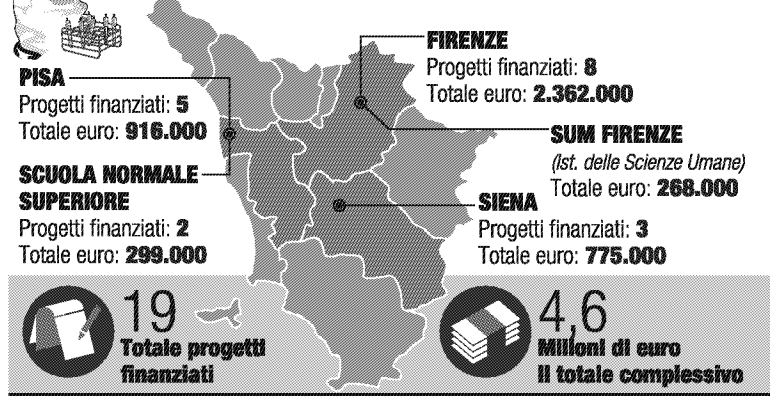 FIRENZE
Progetti finanziati: 8
Totale euro: 2.362.000
PISA
Progetti finanziati: 5
Totale euro: 916.000
SUM FIRENZE
(Ist. delle Scienze Umane)
Totale euro: 268.000
SCUOLA NORMALE
SUPERIORE
Progetti finanziati: 2
Totale euro: 299.000
SIENA
Progetti finanziati: 3
Totale euro: 775.000
19
Totale progetti
finanziati
4,6
Milioni di euro
Il totale complessivo